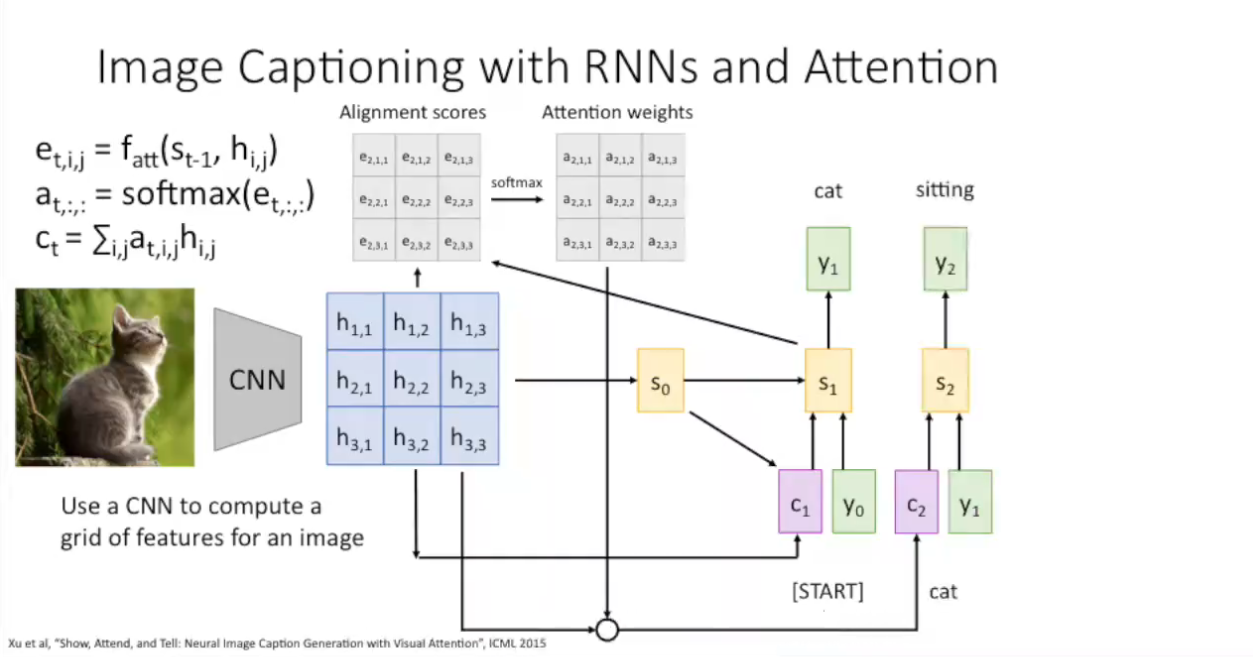 Image Captioning with RNNs and Attention
Alignment scores
Attention weights
e_{t,i,j} = f_{att}(s_{t-1}, h_{i,j})
a_{t,:,:} = softmax(e_{t,:,:})
c_t = ∑_{i,j}a_{t,i,j}h_{i,j}
e_{2,1,1} e_{2,1,2} e_{2,1,3}
e_{2,2,1} e_{2,2,2} e_{2,2,3}
e_{2,3,1} e_{2,3,2} e_{2,3,3}
softmax
a_{2,1,1} a_{2,1,2} a_{2,1,3}
a_{2,2,1} a_{2,2,2} a_{2,2,3}
a_{2,3,1} a_{2,3,2} a_{2,3,3}
cat sitting
y_1 y_2
CNN
h_{1,1} h_{1,2} h_{1,3}
h_{2,1} h_{2,2} h_{2,3}
h_{3,1} h_{3,2} h_{3,3}
s_0 s_1 s_2
c_1 y_0 c_2 y_1
Use a CNN to compute a
grid of features for an image
[START] cat
Xu et al, "Show, Attend, and Tell: Neural Image Caption Generation with Visual Attention", ICML 2015